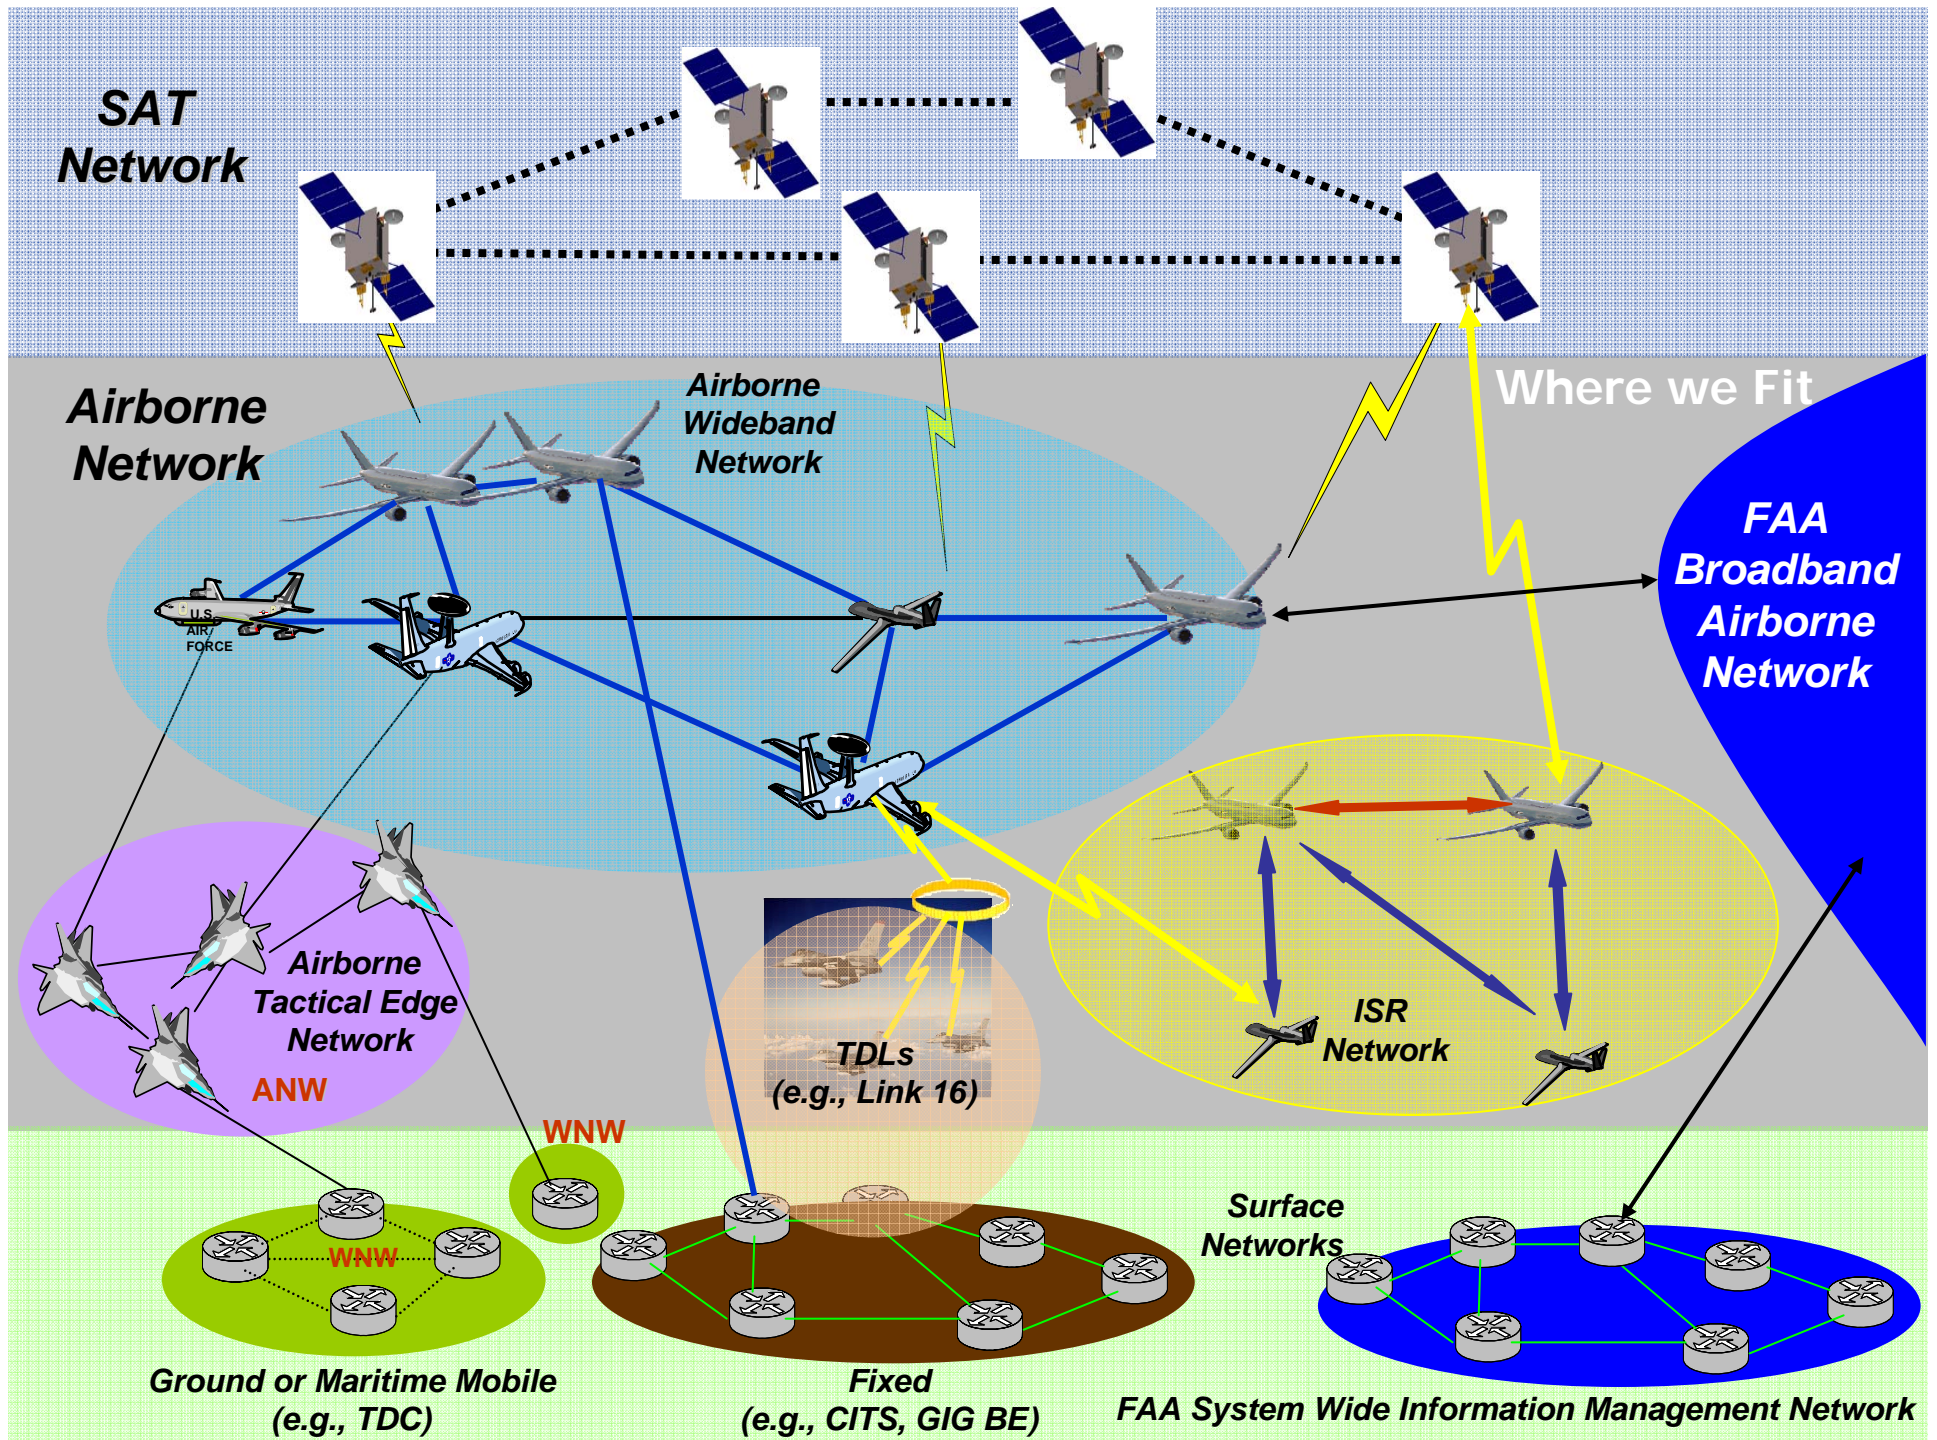 SAT
Network
Airborne
Network
Airborne
Wideband
Network
Where we Fit
FAA
Broadband
Airborne
Network
U.S.
AIR
FORCE
Airborne
Tactical Edge
Network
ANW
TDLs
(e.g., Link 16)
ISR
Network
WNW
WNW
Surface
Networks
Ground or Maritime Mobile
(e.g., TDC)
Fixed
(e.g., CITS, GIG BE)
FAA System Wide Information Management Network